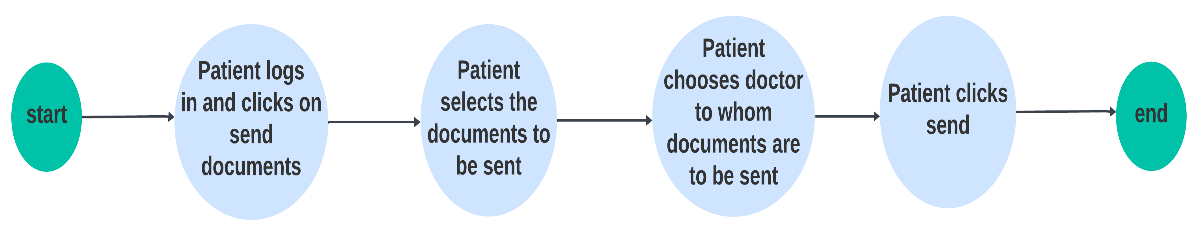 start
Patient logs
in and clicks on
send
documents
Patient
selects the
documents to
be sent
Patient
chooses doctor
to whom
documents are
to be sent
Patient clicks
send
end